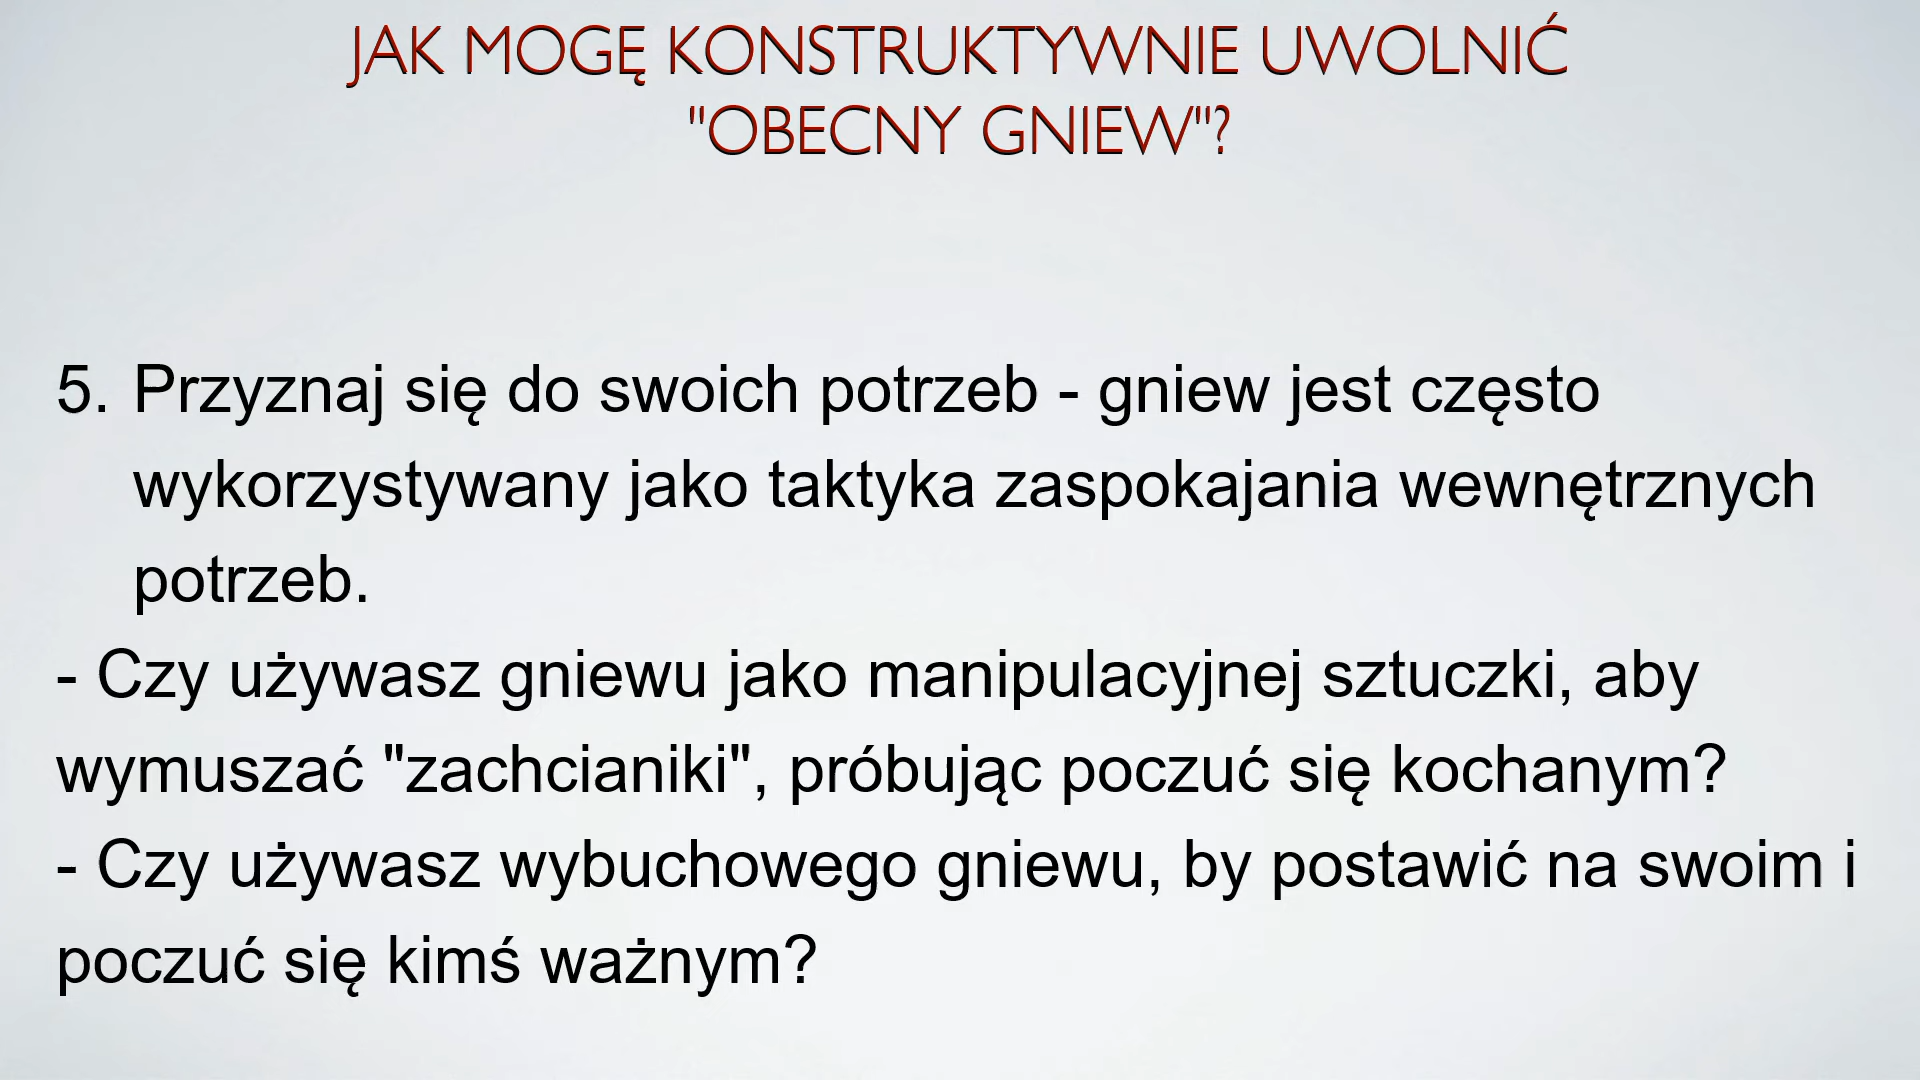 JAK MOGĘ KONSTRUKTYWNIE UWOLNIĆ
"OBECNY GNIEW"?
5. Przyznaj się do swoich potrzeb - gniew jest często
wykorzystywany jako taktyka zaspokajania wewnętrznych
potrzeb.
- Czy używasz gniewu jako manipulacyjnej sztuczki, aby
wymuszać "zachcianiki", próbując poczuć się kochanym?
- Czy używasz wybuchowego gniewu, by postawić na swoim i
poczuć się kimś ważnym?